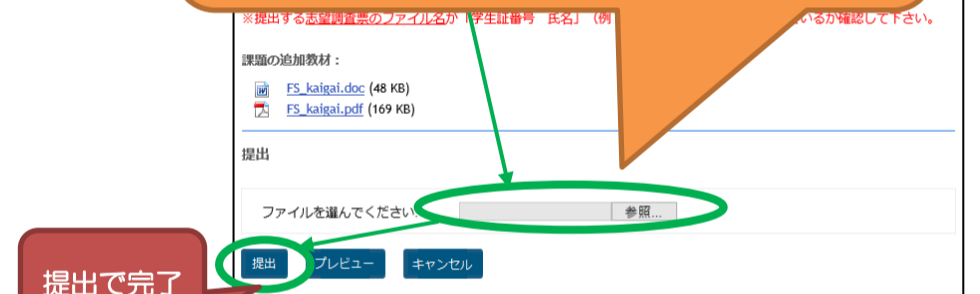 ※提出する志望調査票のファイル名が「学生証番号 氏名」（例
いるか確認して下さい。
課題の追加教材：
FS_kaigai.doc (48 KB)
FS_kaigai.pdf (169 KB)
提出
ファイルを選んでください
参照...
提出
プレビュー
キャンセル
提出で完了